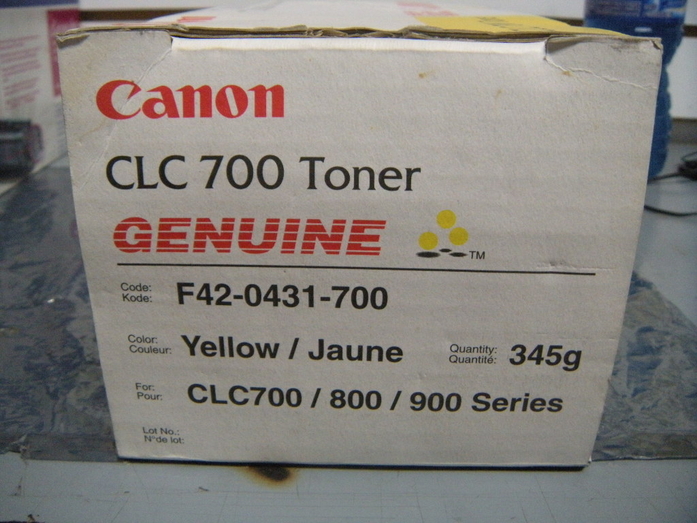 Canon
CLC 700 Toner
GENUINE
TM
Code:
Kode: F42-0431-700
Color:
Couleur: Yellow / Jaune
Quantity:
Quantité: 345g
For:
Pour: CLC700 / 800 / 900 Series
Lot No.:
N°de lot: